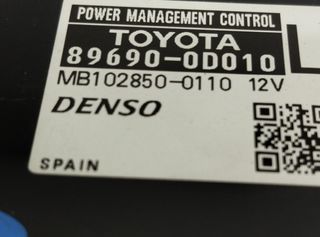 POWER MANAGEMENT CONTROL
TOYOTA
89690-0D010
MB102850-0110 12V
DENSO
SPAIN